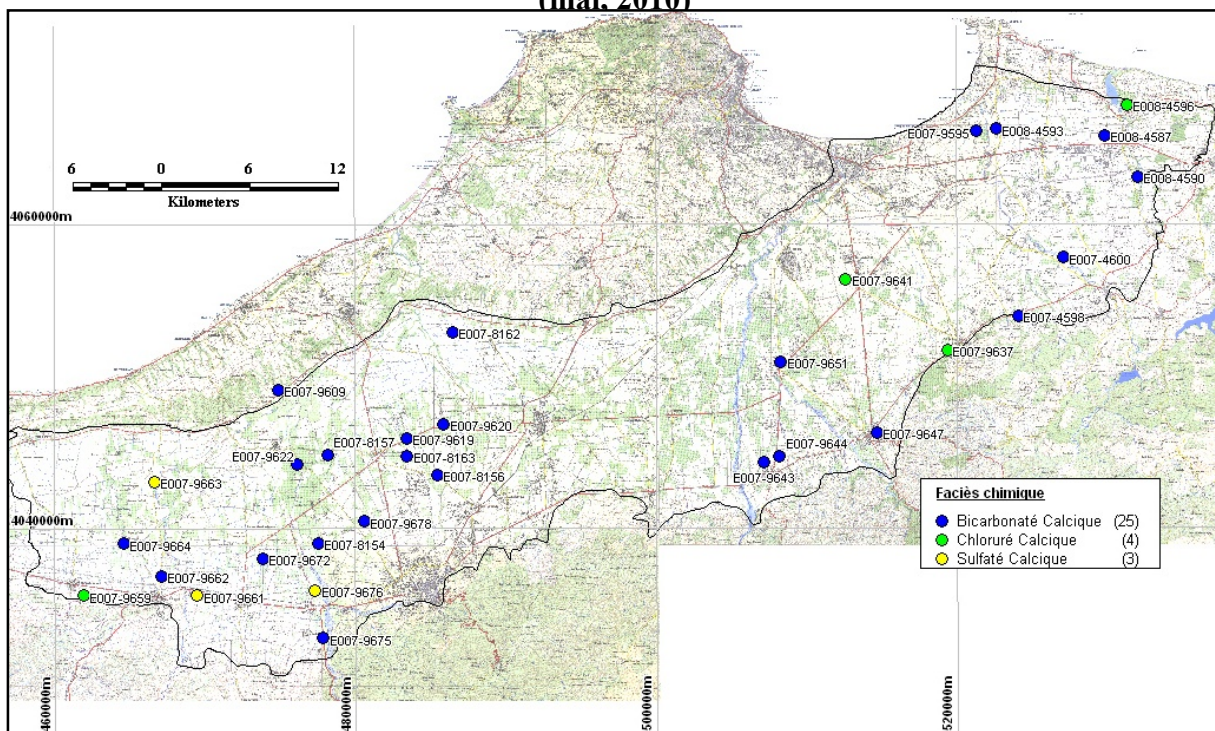 (mai, 2010)
E008-4596
E007-9595
E008-4593
E008-4587
E008-4590
6 0 6 12
Kilometers
4060000m
E007-4600
E007-9641
E007-4598
E007-8162
E007-9637
E007-9651
E007-9609
E007-9620
E007-8157
E007-9619
E007-9647
E007-9622
E007-8163
E007-9644
E007-8156
E007-9643
E007-9663
Faciès chimique
Bicarbonaté Calcique (25)
Chloruré Calcique (4)
Sulfaté Calcique (3)
4040000m
E007-9678
E007-9664
E007-8154
E007-9672
E007-9662
E007-9659
E007-9661
E007-9676
E007-9675
460000m
480000m
500000m
520000m